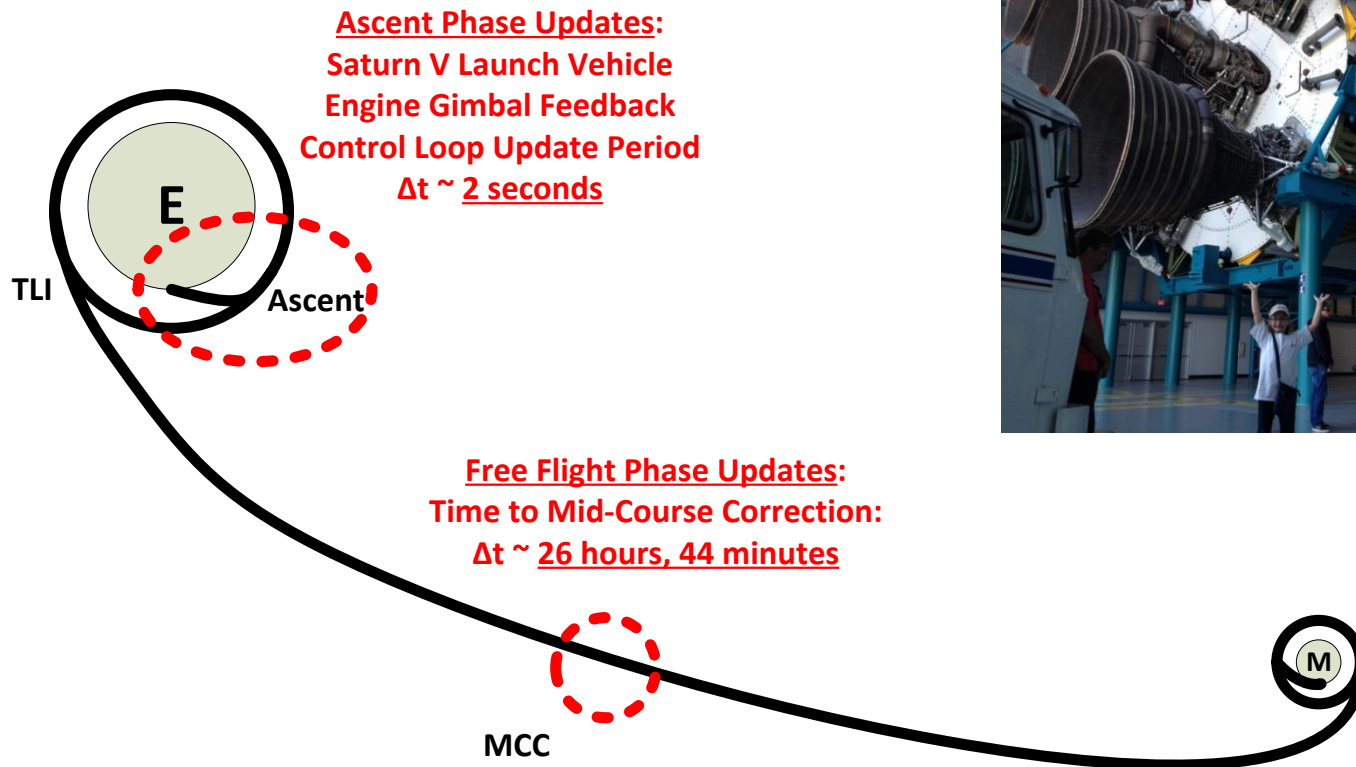 Ascent Phase Updates:
Saturn V Launch Vehicle
Engine Gimbal Feedback
Control Loop Update Period
Δt ~ 2 seconds
E
TLI
Ascent
Free Flight Phase Updates:
Time to Mid-Course Correction:
Δt ~ 26 hours, 44 minutes
M
MCC